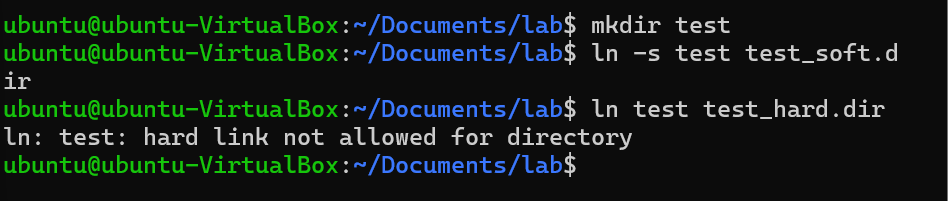 ubuntu@ubuntu-VirtualBox:~/Documents/lab$ mkdir test
ubuntu@ubuntu-VirtualBox:~/Documents/lab$ ln -s test test_soft.d
ir
ubuntu@ubuntu-VirtualBox:~/Documents/lab$ ln test test_hard.dir
ln: test: hard link not allowed for directory
ubuntu@ubuntu-VirtualBox:~/Documents/lab$